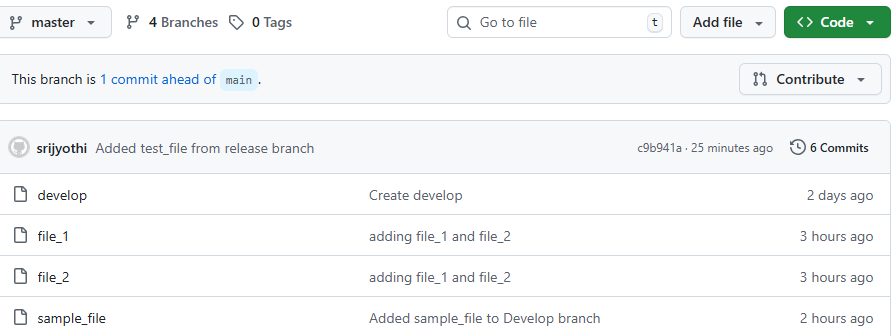 master 4 Branches 0 Tags Go to file t Add file Code
This branch is 1 commit ahead of main .
Contribute
srijyothi Added test_file from release branch c9b941a · 25 minutes ago 6 Commits
develop Create develop 2 days ago
file_1 adding file_1 and file_2 3 hours ago
file_2 adding file_1 and file_2 3 hours ago
sample_file Added sample_file to Develop branch 2 hours ago